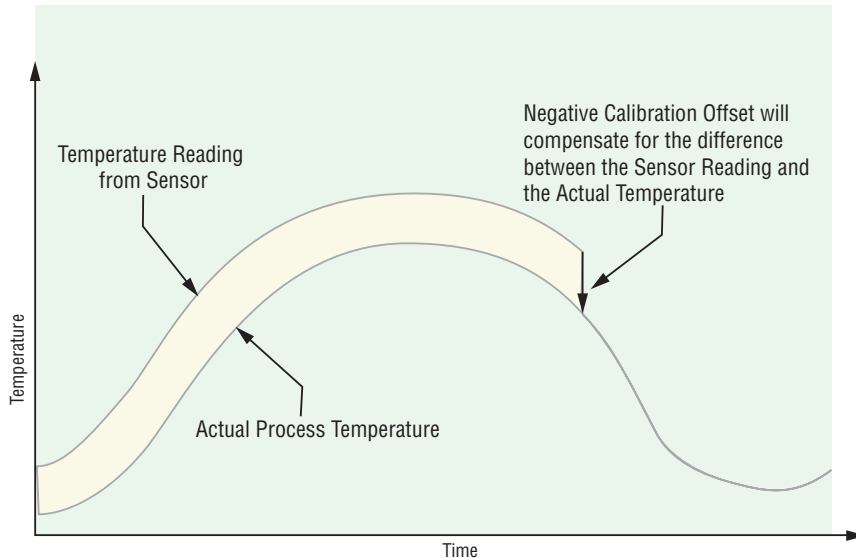 Negative Calibration Offset will
compensate for the difference
between the Sensor Reading and
the Actual Temperature
Temperature Reading
from Sensor
Temperature
Actual Process Temperature
Time